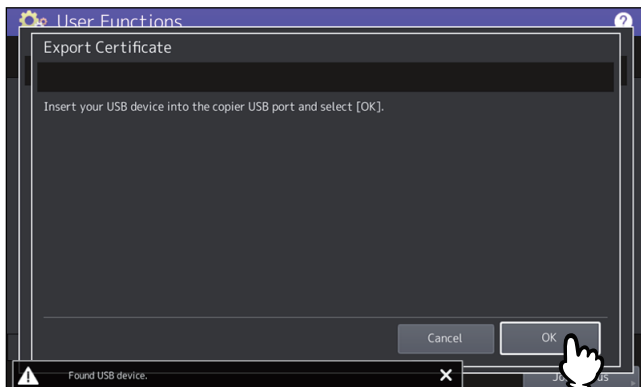 User Functions
?
Export Certificate
Insert your USB device into the copier USB port and select [OK].
Cancel
OK
Found USB device.